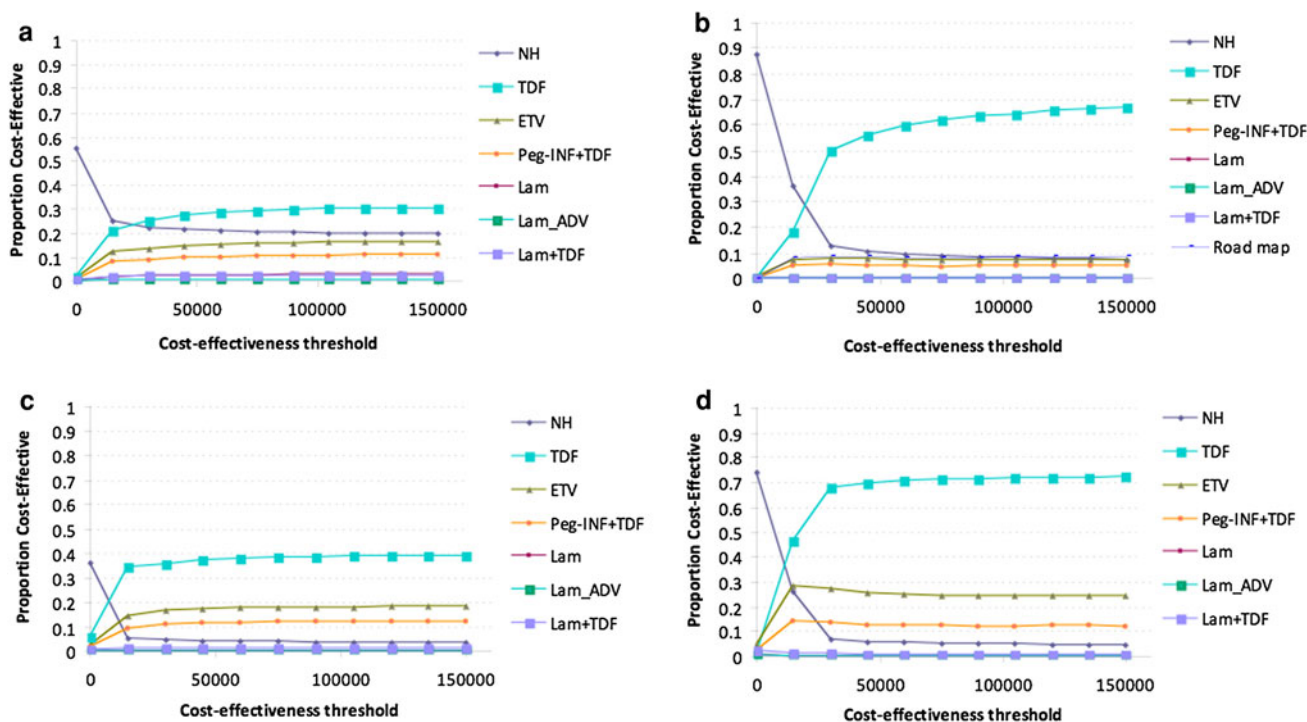 a
Proportion Cost-Effective
1
0.9
0.8
0.7
0.6
0.5
0.4
0.3
0.2
0.1
0
0 50000 100000 150000
Cost-effectiveness threshold
NH
TDF
ETV
Peg-INF+TDF
Lam
Lam_ADV
Lam+TDF
b
Proportion Cost-Effective
1
0.9
0.8
0.7
0.6
0.5
0.4
0.3
0.2
0.1
0
0 50000 100000 150000
Cost-effectiveness threshold
NH
TDF
ETV
Peg-INF+TDF
Lam
Lam_ADV
Lam+TDF
Road map
c
Proportion Cost-Effective
1
0.9
0.8
0.7
0.6
0.5
0.4
0.3
0.2
0.1
0
0 50000 100000 150000
Cost-effectiveness threshold
NH
TDF
ETV
Peg-INF+TDF
Lam
Lam_ADV
Lam+TDF
d
Proportion Cost-Effective
1
0.9
0.8
0.7
0.6
0.5
0.4
0.3
0.2
0.1
0
0 50000 100000 150000
Cost-effectiveness threshold
NH
TDF
ETV
Peg-INF+TDF
Lam
Lam_ADV
Lam+TDF